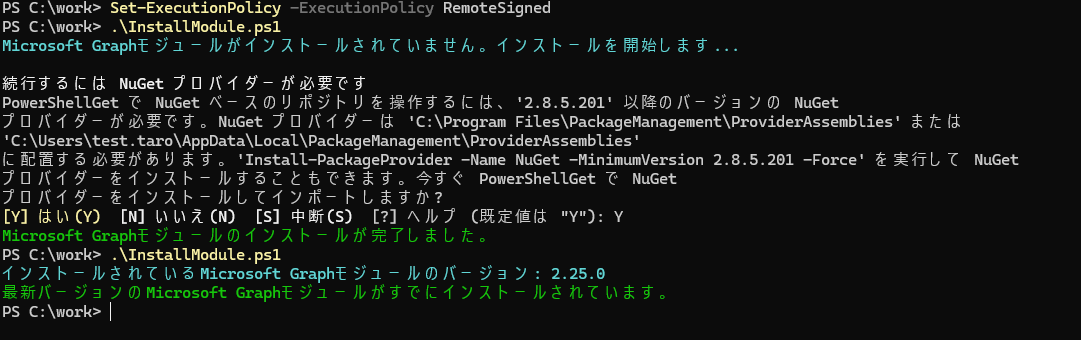 PS C:\work> Set-ExecutionPolicy -ExecutionPolicy RemoteSigned
PS C:\work> .\InstallModule.ps1
Microsoft Graphモジュールがインストールされていません。インストールを開始します...
続行するには NuGet プロバイダーが必要です
PowerShellGet で NuGet ベースのリポジトリを操作するには、'2.8.5.201' 以降のバージョンの NuGet
プロバイダーが必要です。NuGet プロバイダーは 'C:\Program Files\PackageManagement\ProviderAssemblies' または
'C:\Users\test.taro\AppData\Local\PackageManagement\ProviderAssemblies'
に配置する必要があります。'Install-PackageProvider -Name NuGet -MinimumVersion 2.8.5.201 -Force' を実行して NuGet
プロバイダーをインストールすることもできます。今すぐ PowerShellGet で NuGet
プロバイダーをインストールしてインポートしますか?
[Y] はい(Y)  [N] いいえ(N)  [S] 中断(S)  [?] ヘルプ (既定値は "Y"): Y
Microsoft Graphモジュールのインストールが完了しました。
PS C:\work> .\InstallModule.ps1
インストールされているMicrosoft Graphモジュールのバージョン: 2.25.0
最新バージョンのMicrosoft Graphモジュールがすでにインストールされています。
PS C:\work>